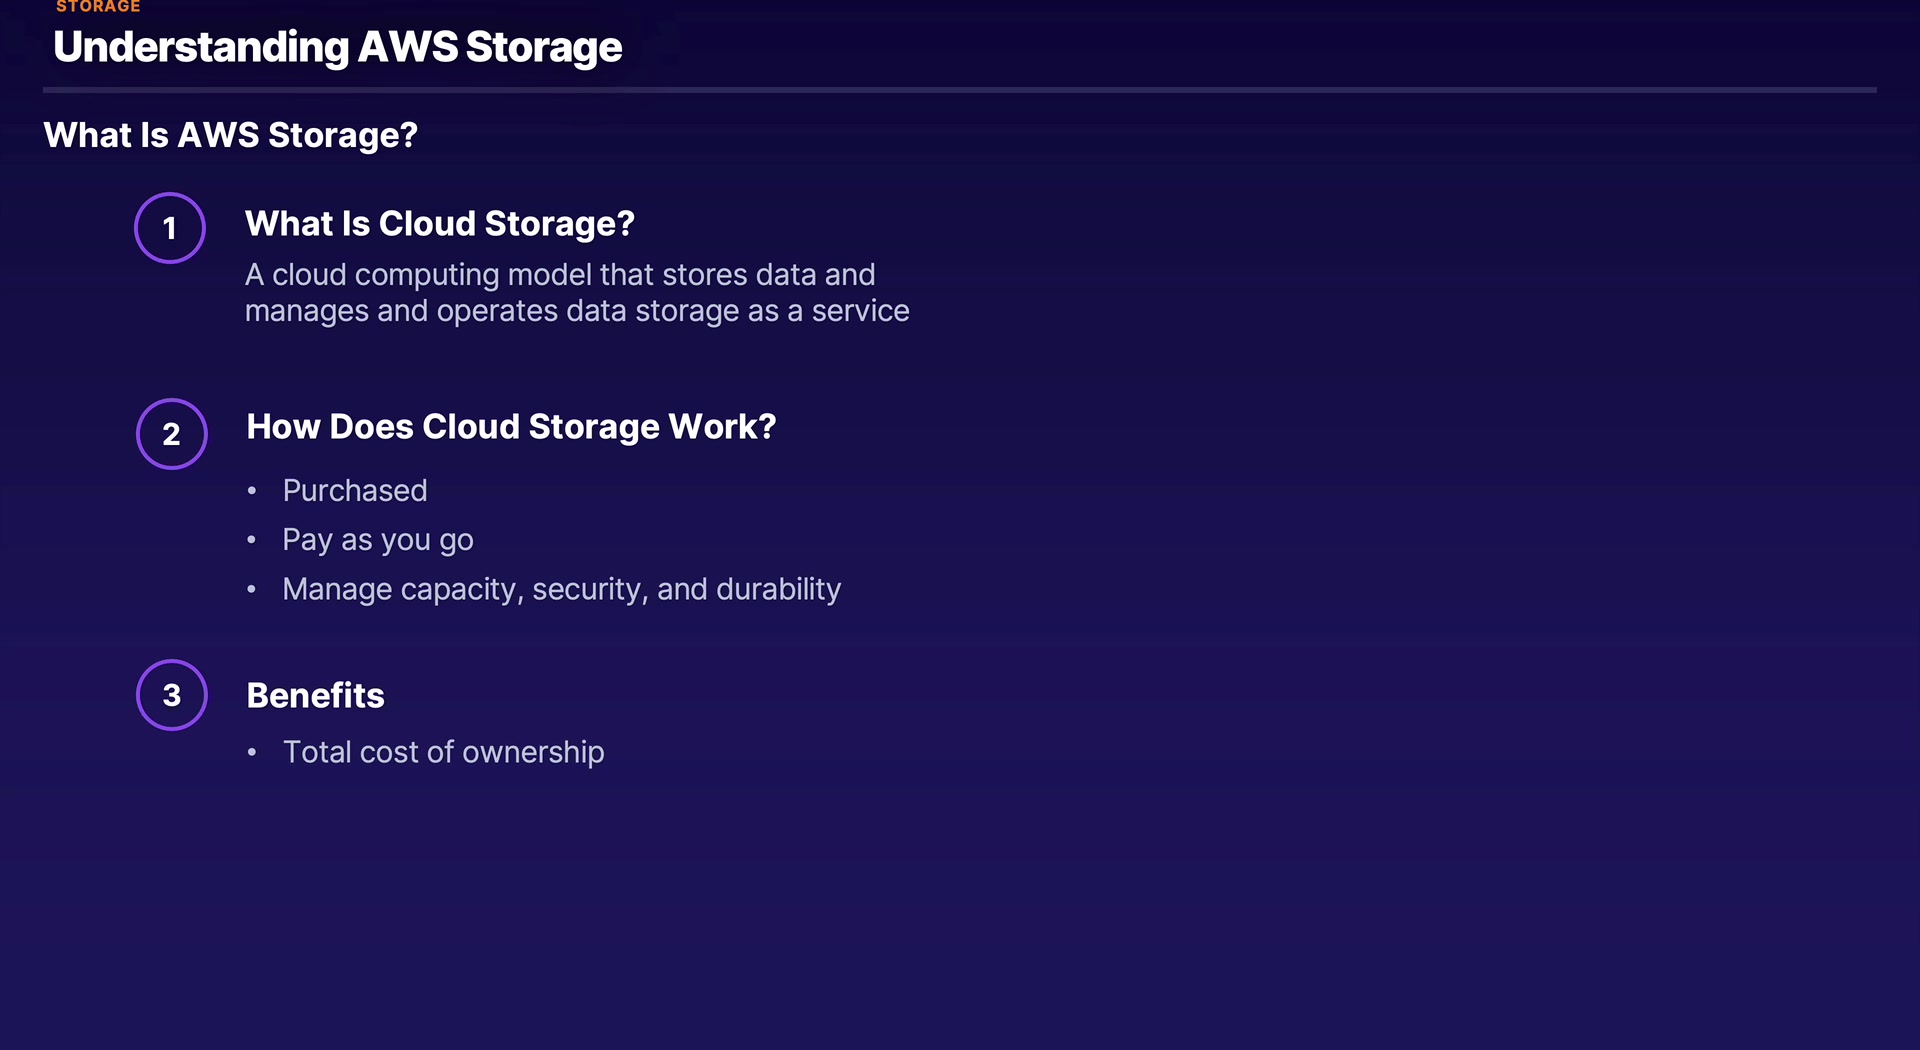 STORAGE
Understanding AWS Storage
What Is AWS Storage?
1
What Is Cloud Storage?
A cloud computing model that stores data and
manages and operates data storage as a service
2
How Does Cloud Storage Work?
• Purchased
• Pay as you go
• Manage capacity, security, and durability
3
Benefits
• Total cost of ownership